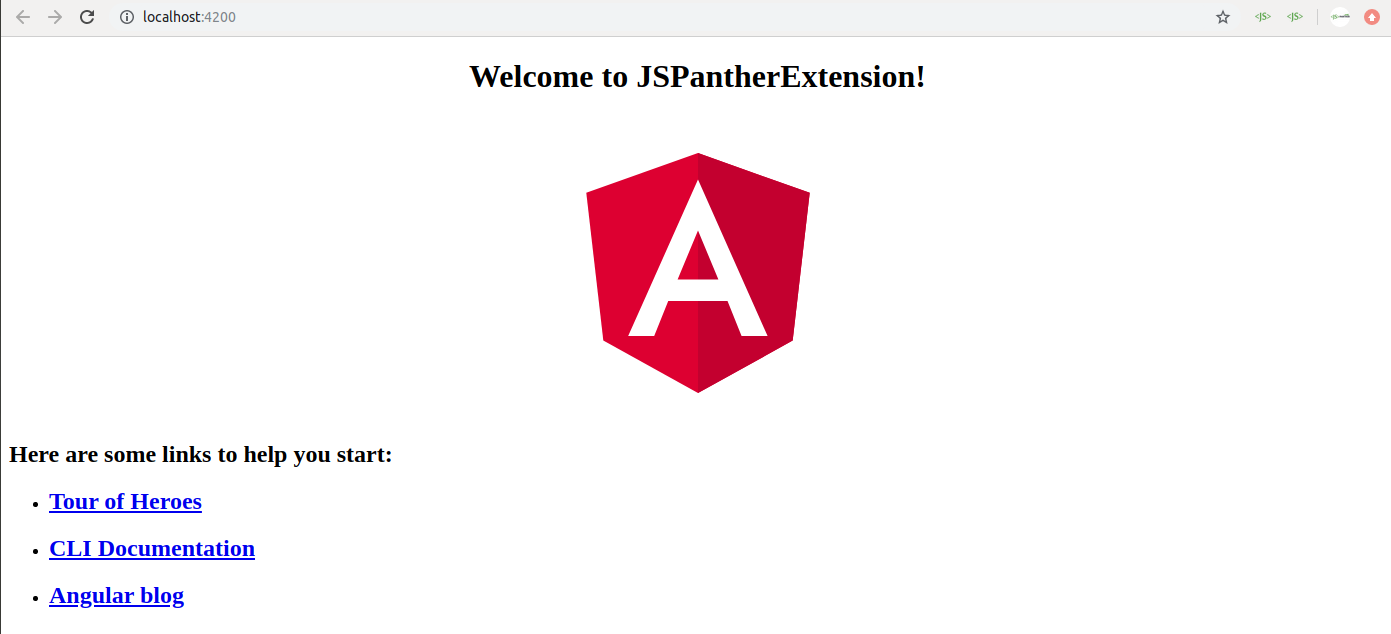 localhost:4200
<JS> <JS>
Welcome to JSPantherExtension!
A
Here are some links to help you start:
Tour of Heroes
CLI Documentation
Angular blog